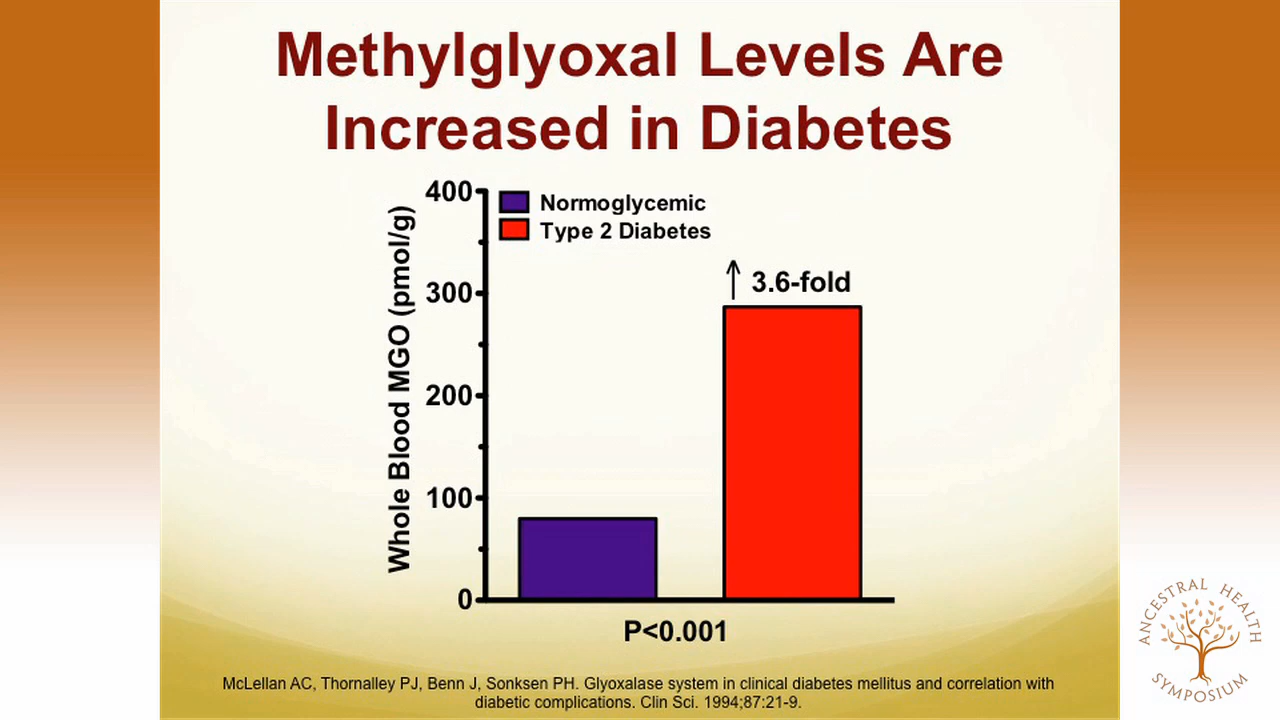 Methylglyoxal Levels Are
Increased in Diabetes
400
300
200
100
0
Whole Blood MGO (pmol/g)
Normoglycemic
Type 2 Diabetes
↑ 3.6-fold
P<0.001
McLellan AC, Thornalley PJ, Benn J, Sonksen PH. Glyoxalase system in clinical diabetes mellitus and correlation with
diabetic complications. Clin Sci. 1994;87:21-9.
ANCESTRAL HEALTH
SYMPOSIUM